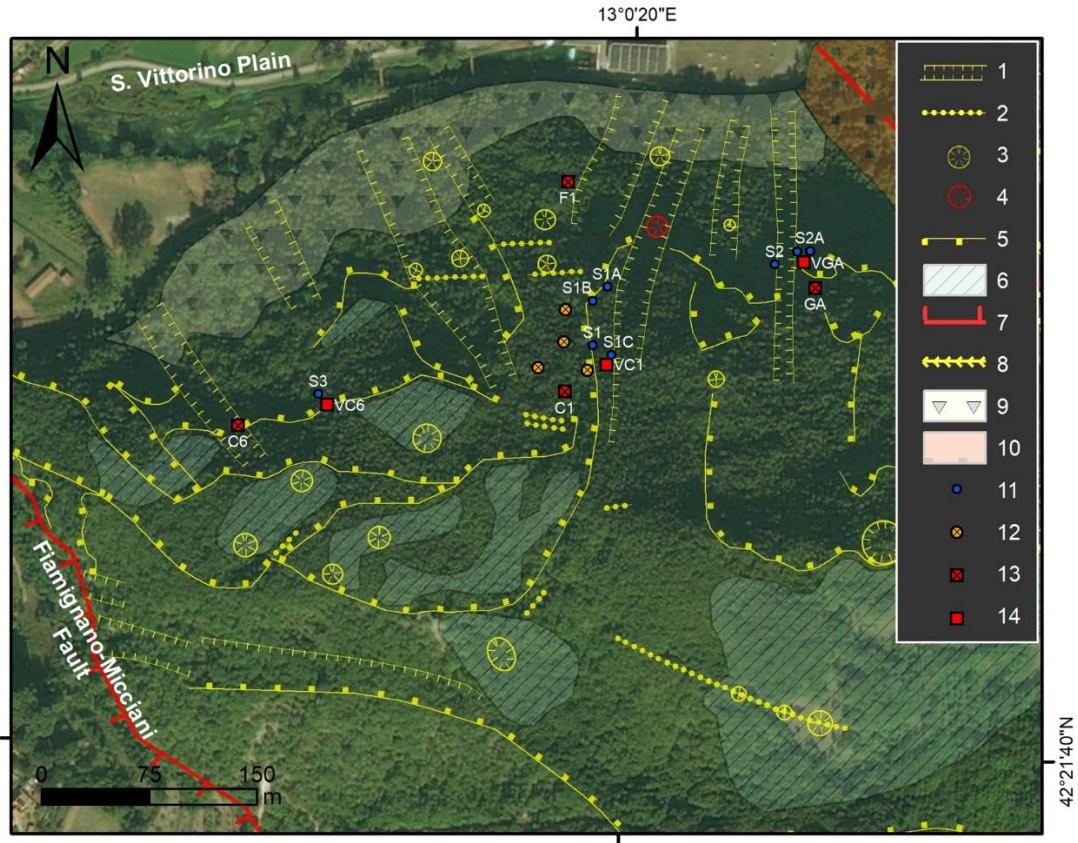 13°0'20"E
N
S. Vittorino Plain
1
2
3
4
5
6
7
8
9
10
11
12
13
14
F1
S2A
S2
VGA
GA
S1A
S1B
S1
S1C
VC1
C1
S3
VC6
C6
Fiamignano-Micciani
Fault
0 75 150
m
42°21'40"N